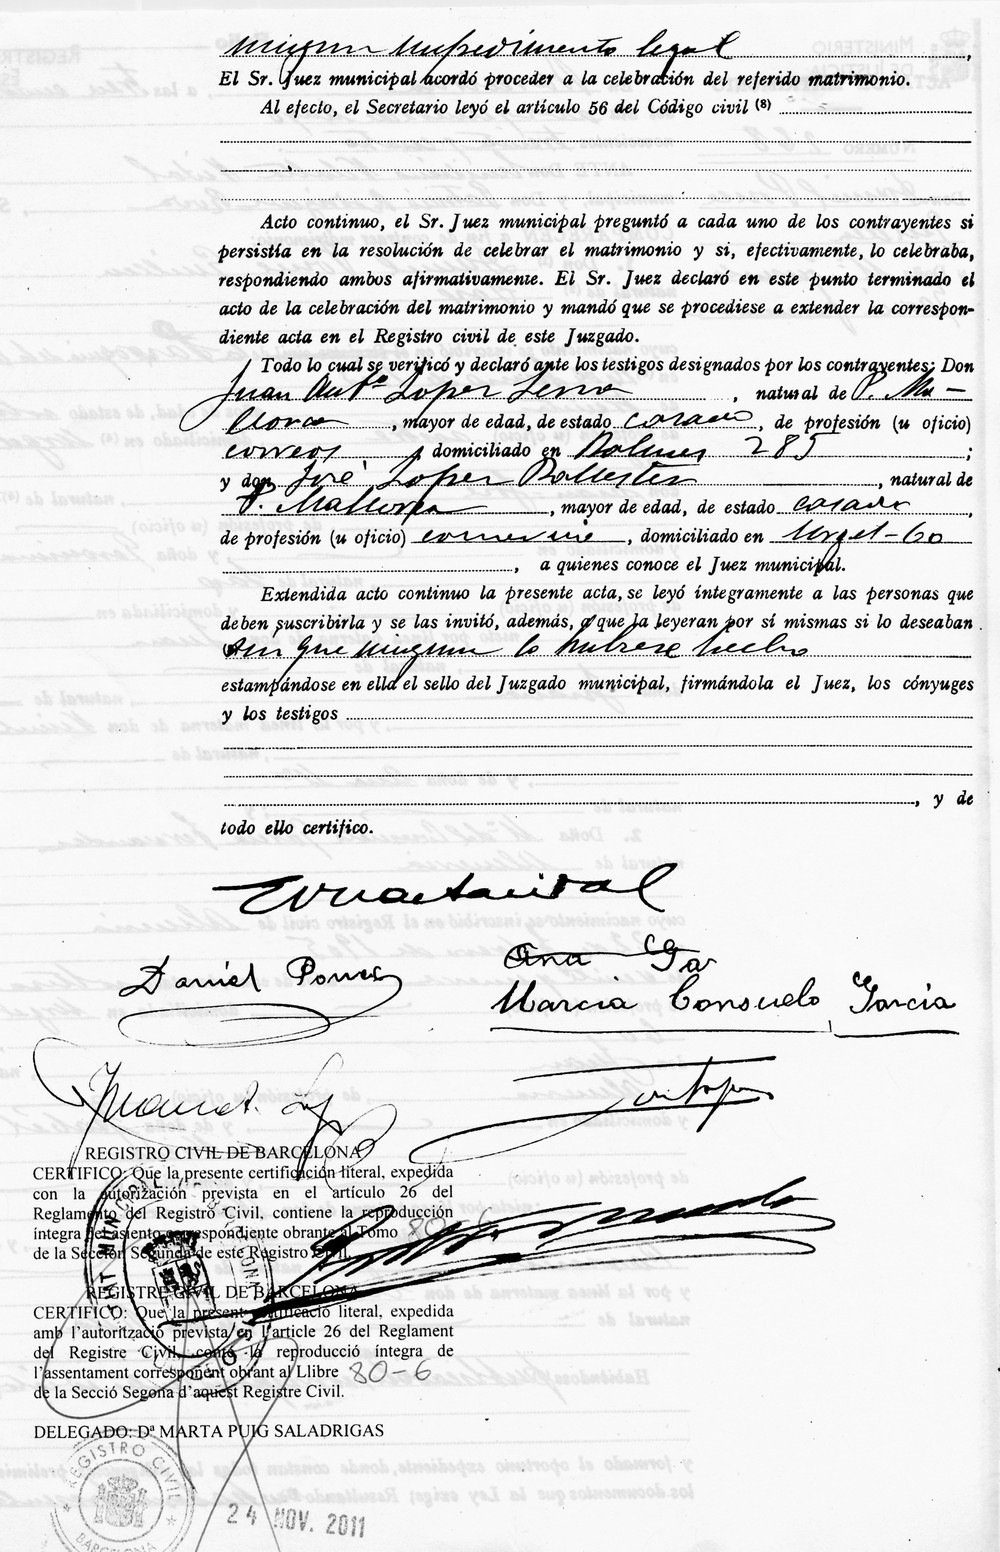 ningun impedimento legal,
El Sr. Juez municipal acordó proceder a la celebración del referido matrimonio.
Al efecto, el Secretario leyó el artículo 56 del Código civil (8)
Acto continuo, el Sr. Juez municipal preguntó a cada uno de los contrayentes si
persistía en la resolución de celebrar el matrimonio y si, efectivamente, lo celebraba,
respondiendo ambos afirmativamente. El Sr. Juez declaró en este punto terminado el
acto de la celebración del matrimonio y mandó que se procediese a extender la correspon-
diente acta en el Registro civil de este Juzgado.
Todo lo cual se verificó y declaró ante los testigos designados por los contrayentes; Don
Juan Antº Lopez Serra, natural de P. Ma-
llorca, mayor de edad, de estado casado, de profesión (u oficio)
correos, domiciliado en Balmes 285;
y don José Lopez Ballester, natural de
P. Mallorca, mayor de edad, de estado casado,
de profesión (u oficio), domiciliado en Urgel-60
, a quienes conoce el Juez municipal.
Extendida acto continuo la presente acta, se leyó íntegramente a las personas que
deben suscribirla y se las invitó, además, a que la leyeran por sí mismas si lo deseaban
sin que ninguna lo hubiese hecho
estampándose en ella el sello del Juzgado municipal, firmándola el Juez, los cónyuges
y los testigos
, y de
todo ello certifico.
Daniel
Ana Ga
Marcia Consuelo Garcia
REGISTRO CIVIL DE BARCELONA
CERTIFICO: Que la presente certificación literal, expedida
con la autorización prevista en el artículo 26 del
Reglamento del Registro Civil, contiene la reproducción
integra del asiento correspondiente obrante al Tomo 80-6
de la Sección Segunda de este Registro Civil.
REGISTRE CIVIL DE BARCELONA
CERTIFICO: Que la present certificació literal, expedida
amb l'autorització prevista en l'article 26 del Reglament
del Registre Civil, conté la reproducció íntegra de
l'assentament corresponent obrant al Llibre 80-6
de la Secció Segona d'aquest Registre Civil.
DELEGADO: Dª MARTA PUIG SALADRIGAS
REGISTRO CIVIL
BARCELONA
24 NOV. 2011